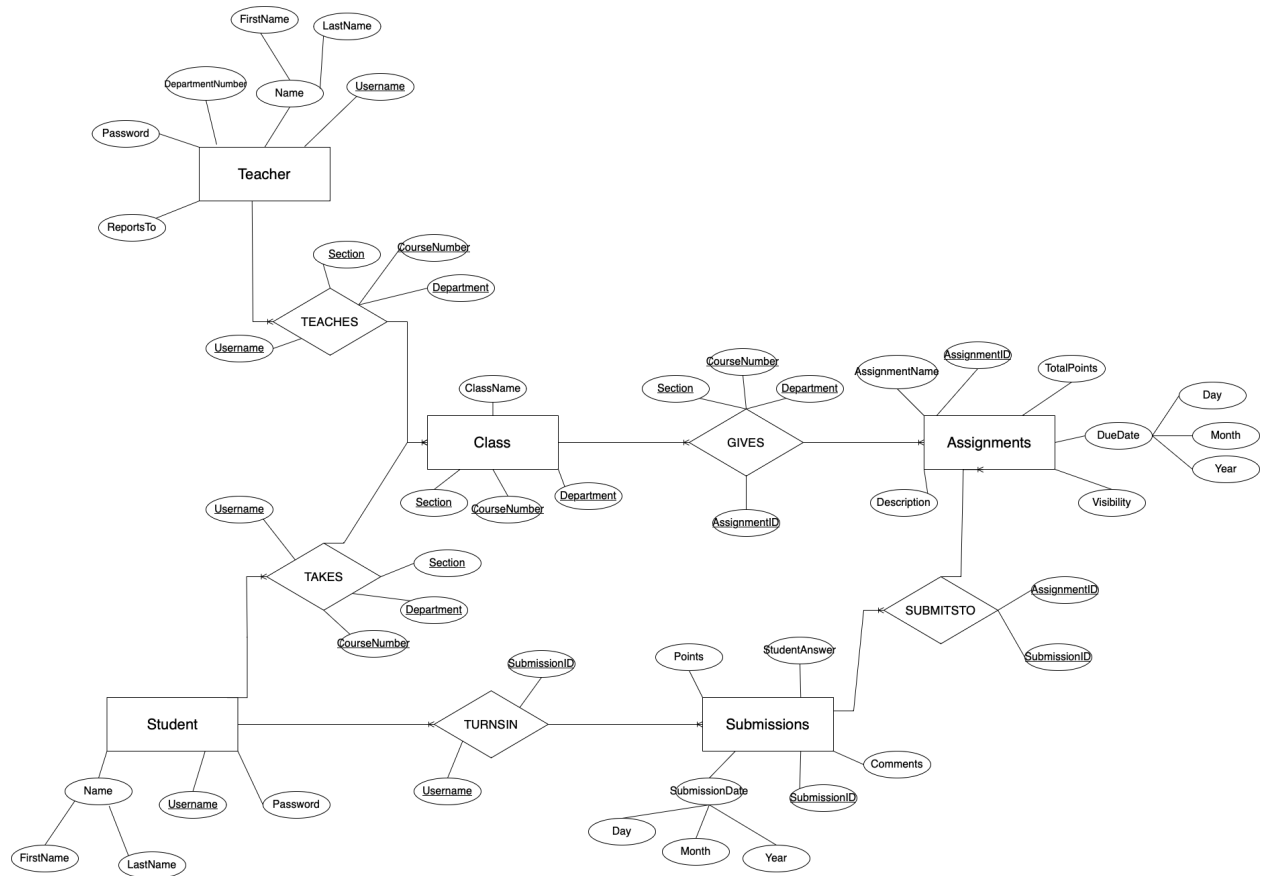 FirstName
LastName
DepartmentNumber
Name
Username
Password
Teacher
ReportsTo
Section
CourseNumber
Department
TEACHES
Username
ClassName
Class
Section
CourseNumber
Department
CourseNumber
Section
Department
GIVES
AssignmentID
AssignmentName
AssignmentID
TotalPoints
Assignments
DueDate
Day
Month
Year
Description
Visibility
Username
TAKES
Section
Department
CourseNumber
SUBMITSTO
AssignmentID
SubmissionID
Student
Name
Username
Password
FirstName
LastName
SubmissionID
TURNSIN
Username
Points
StudentAnswer
Submissions
Comments
SubmissionDate
SubmissionID
Day
Month
Year